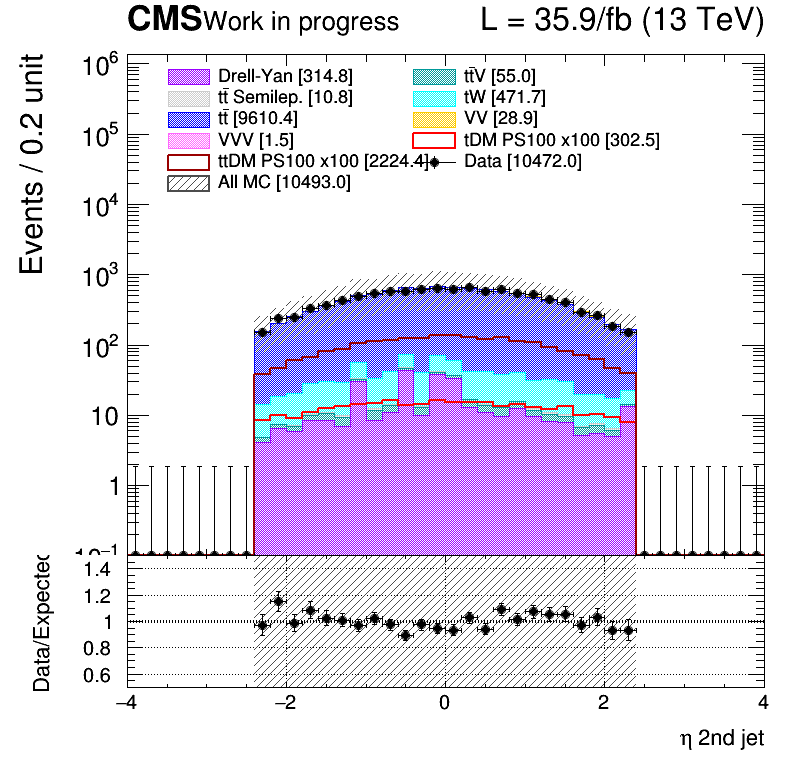 CMS Work in progress L = 35.9/fb (13 TeV)
Events / 0.2 unit
10⁶
10⁵
10⁴
10³
10²
10
1
10⁻¹
Drell-Yan [314.8]
tt̄V [55.0]
tt̄ Semilep. [10.8]
tW [471.7]
tt̄ [9610.4]
VV [28.9]
VVV [1.5]
tDM PS100 x100 [302.5]
ttDM PS100 x100 [2224.4]
Data [10472.0]
All MC [10493.0]
Data/Expected
1.4
1.2
1
0.8
0.6
−4 −2 0 2 4
η 2nd jet